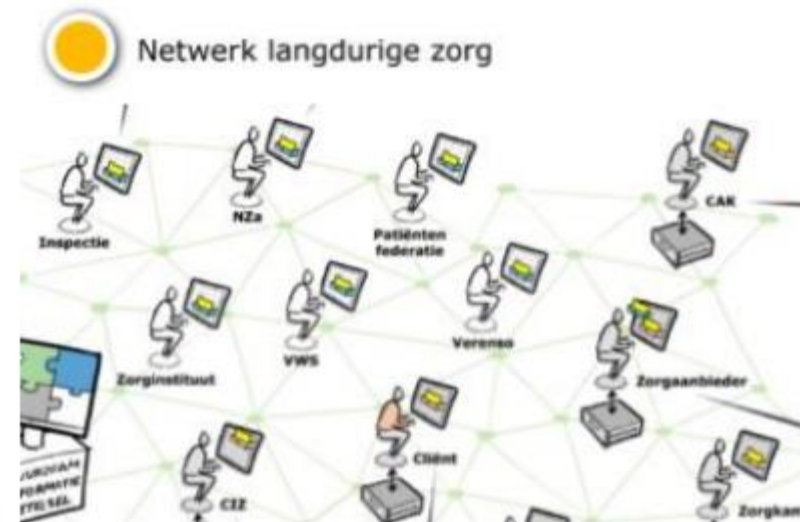 Netwerk langdurige zorg
NZa
CAK
Inspectie
Patiënten
federatie
Verenso
VWS
Zorginstituut
Zorgaanbieder
Cliënt
CIZ